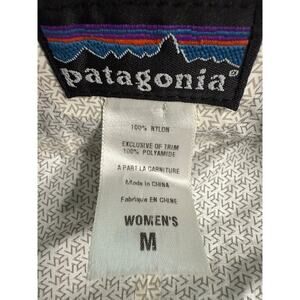 patagonia®
100% NYLON
EXCLUSIVE OF TRIM
100% POLYAMIDE
A PART LA GARNITURE
Made in CHINA
Fabriqué EN CHINE
WOMEN'S
M